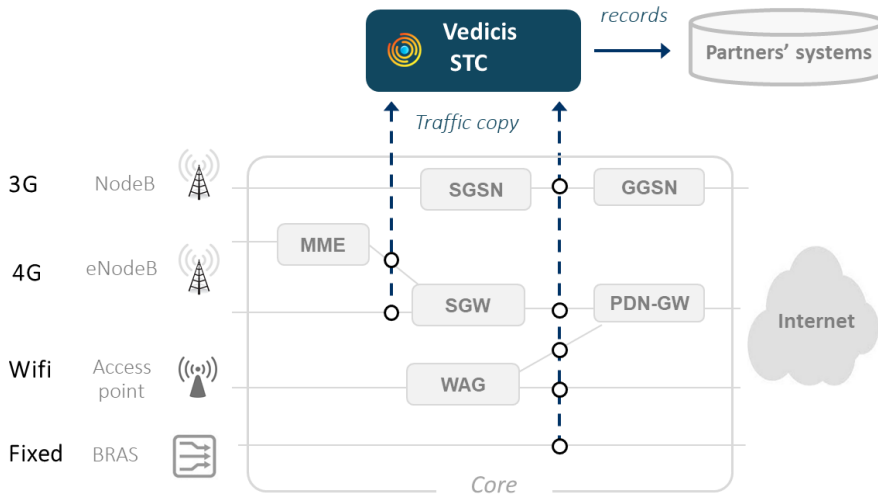 records
Vedicis
STC
Partners' systems
Traffic copy
3G
NodeB
SGSN
GGSN
MME
4G
eNodeB
SGW
PDN-GW
Internet
Wifi
Access
point
WAG
Fixed
BRAS
Core